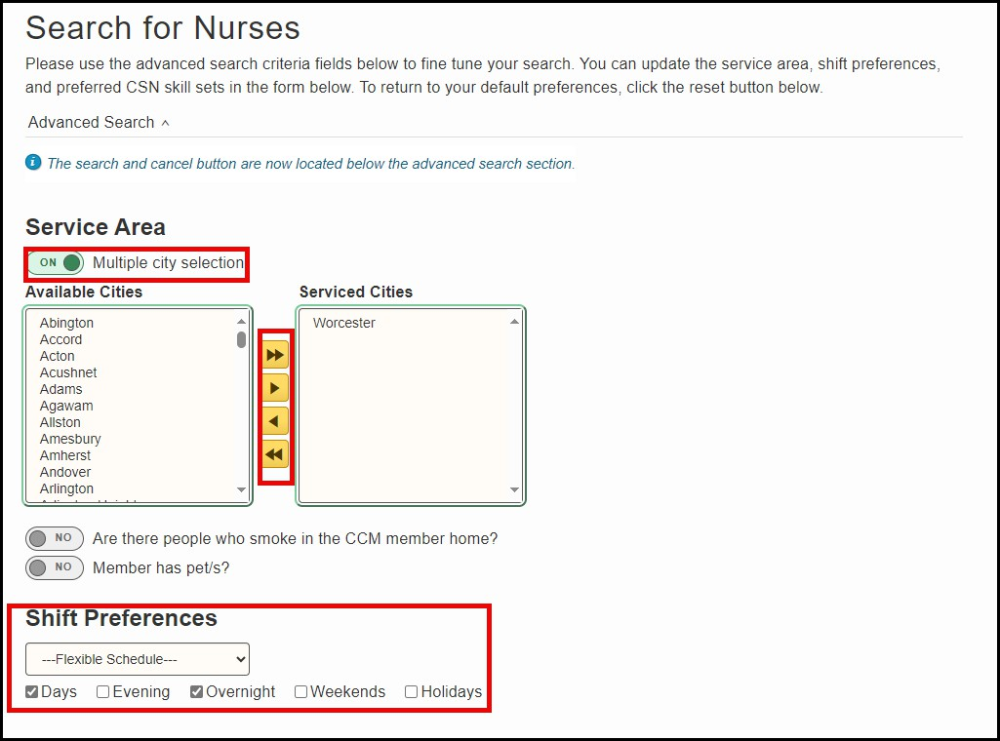 Search for Nurses
Please use the advanced search criteria fields below to fine tune your search. You can update the service area, shift preferences,
and preferred CSN skill sets in the form below. To return to your default preferences, click the reset button below.
Advanced Search
The search and cancel button are now located below the advanced search section.
Service Area
ON Multiple city selection
Available Cities
Abington
Accord
Acton
Acushnet
Adams
Agawam
Allston
Amesbury
Amherst
Andover
Arlington
Serviced Cities
Worcester
NO Are there people who smoke in the CCM member home?
NO Member has pet/s?
Shift Preferences
---Flexible Schedule---
Days Evening Overnight Weekends Holidays